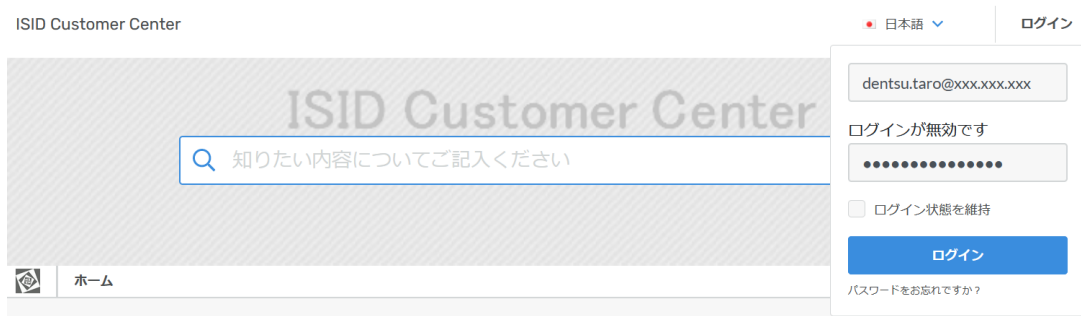 ISID Customer Center
日本語
ログイン
ISID Customer Center
知りたい内容についてご記入ください
dentsu.taro@xxx.xxx.xxx
ログインが無効です
●●●●●●●●●●●●●●●
ログイン状態を維持
ログイン
パスワードをお忘れですか？
ホーム